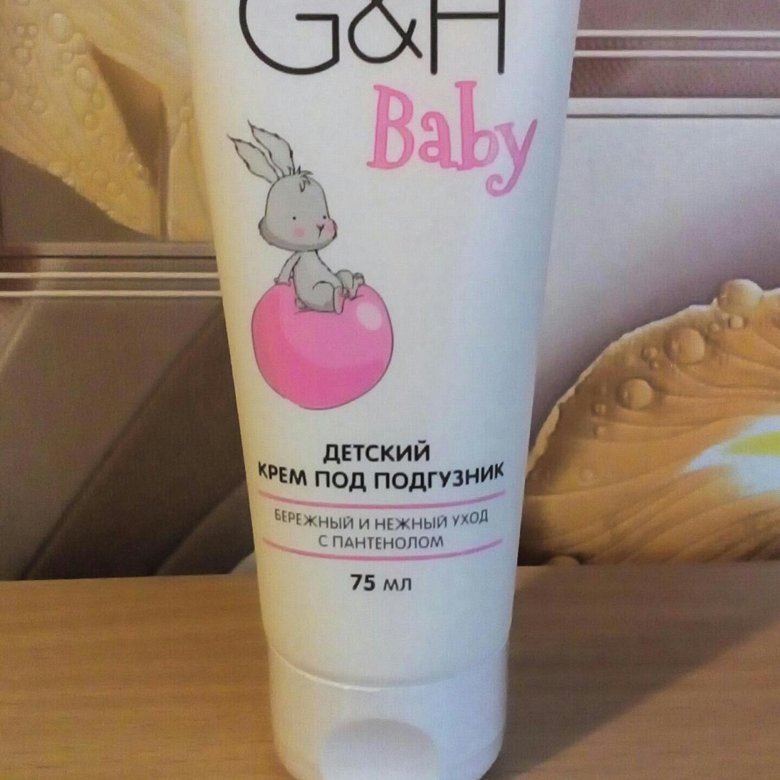 G&H
Baby
ДЕТСКИЙ
КРЕМ ПОД ПОДГУЗНИК
БЕРЕЖНЫЙ И НЕЖНЫЙ УХОД
С ПАНТЕНОЛОМ
75 МЛ